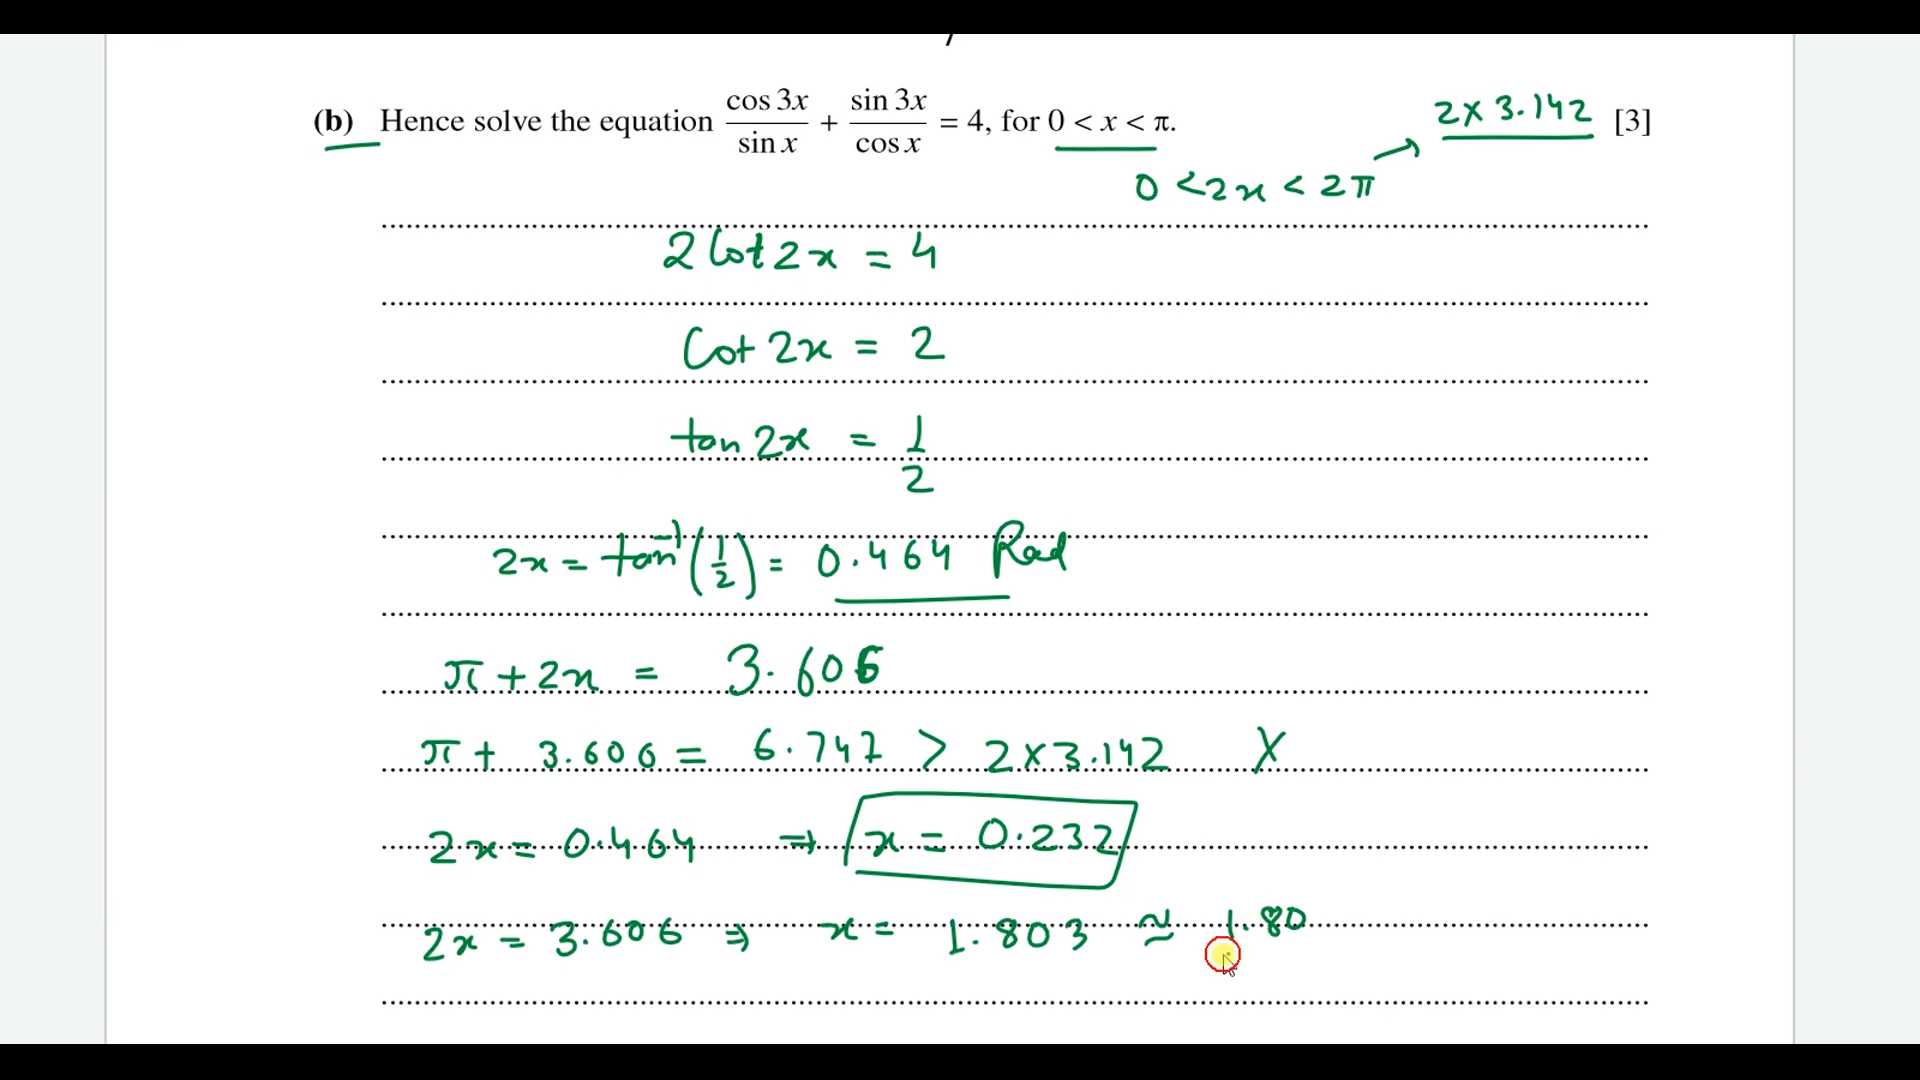 (b) Hence solve the equation cos 3x/sin x + sin 3x/cos x = 4, for 0 < x < π. 2 x 3.142 [3]
0 < 2x < 2π
2 Cot 2x = 4
Cot 2x = 2
tan 2x = 1/2
2x = tan⁻¹(1/2) = 0.464 Rad
π + 2x = 3.606
π + 3.606 = 6.747 > 2 x 3.142 X
2x = 0.464 ⇒ x = 0.232
2x = 3.606 ⇒ x = 1.803 ≈ 1.80